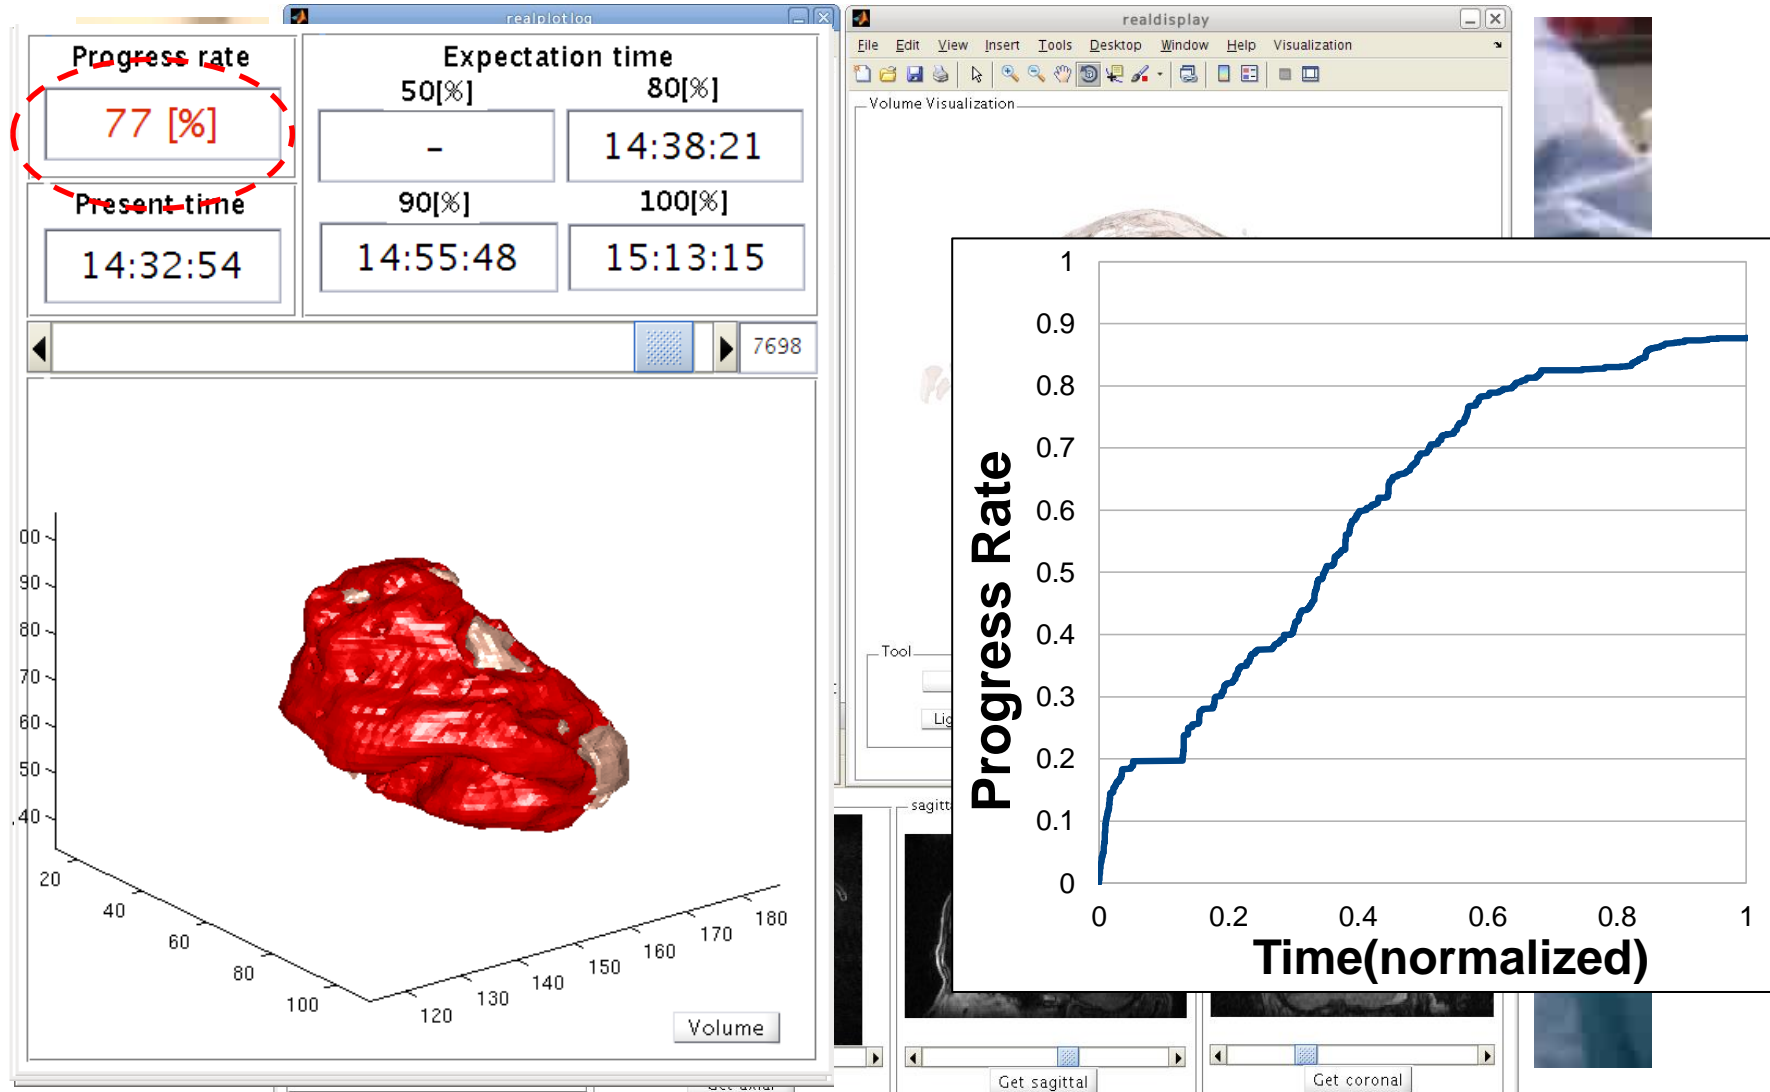 realplotlog
Progress rate
77 [%]
Present time
14:32:54
Expectation time
50[%]
80[%]
-
14:38:21
90[%]
100[%]
14:55:48
15:13:15
7698
90
80
70
60
50
40
20
40
60
80
100
120
130
140
150
160
170
180
Volume
realdisplay
File Edit View Insert Tools Desktop Window Help Visualization
Volume Visualization
Tool
1
0.9
0.8
0.7
0.6
0.5
0.4
0.3
0.2
0.1
0
0 0.2 0.4 0.6 0.8 1
Progress Rate
Time(normalized)
Get sagittal
Get coronal